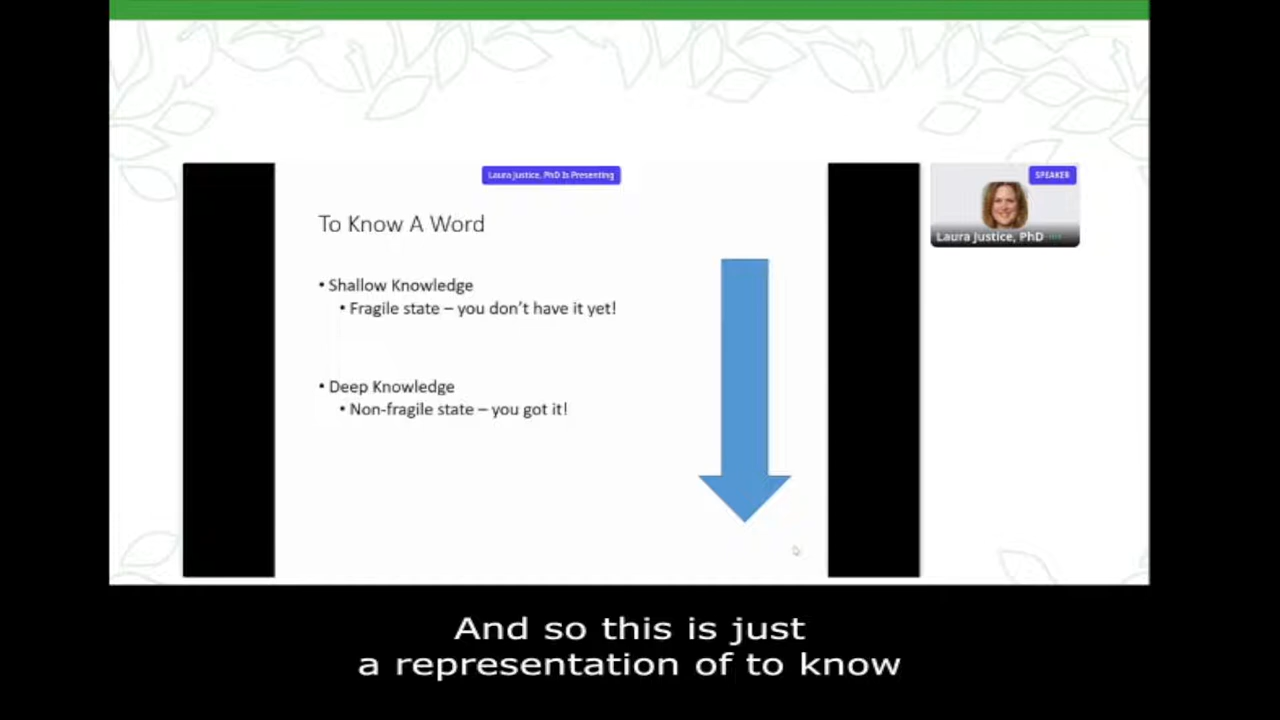 Laura Justice, PhD Is Presenting
SPEAKER
Laura Justice, PhD
To Know A Word
• Shallow Knowledge
• Fragile state – you don't have it yet!
• Deep Knowledge
• Non-fragile state – you got it!
And so this is just
a representation of to know